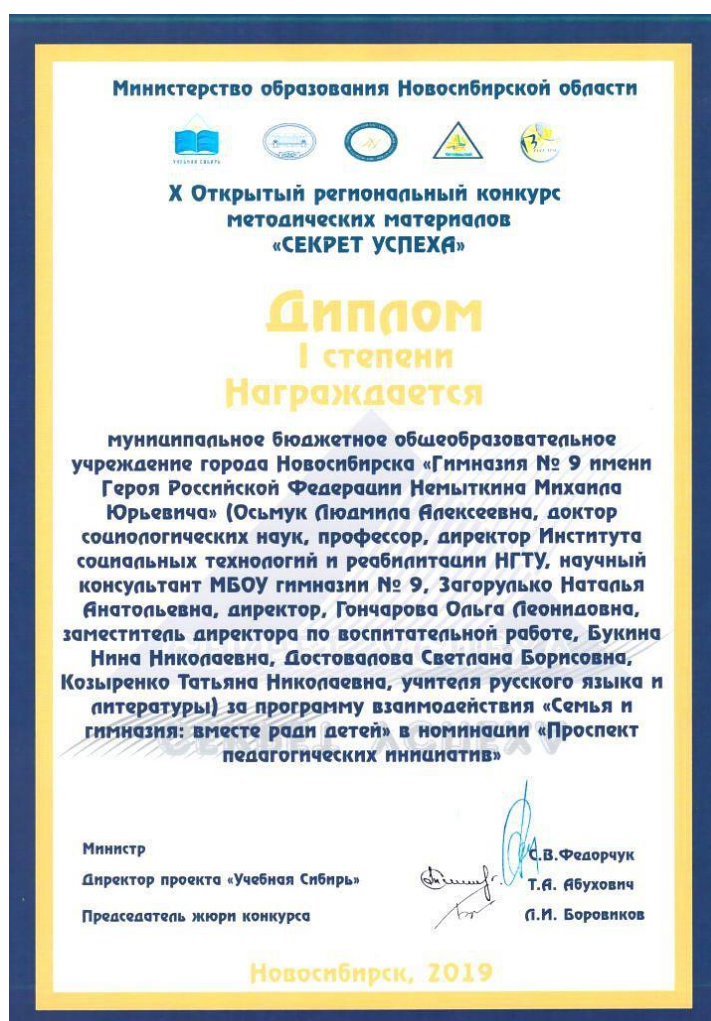 Министерство образования Новосибирской области
УЧЕБНАЯ СИБИРЬ
X Открытый региональный конкурс
методических материалов
«СЕКРЕТ УСПЕХА»
Диплом
I степени
Награждается
муниципальное бюджетное общеобразовательное
учреждение города Новосибирска «Гимназия № 9 имени
Героя Российской Федерации Немыткина Михаила
Юрьевича» (Осьмук Людмила Алексеевна, доктор
социологических наук, профессор, директор Института
социальных технологий и реабилитации НГТУ, научный
консультант МБОУ гимназии № 9, Загорулько Наталья
Анатольевна, директор, Гончарова Ольга Леонидовна,
заместитель директора по воспитательной работе, Букина
Нина Николаевна, Достовалова Светлана Борисовна,
Козыренко Татьяна Николаевна, учителя русского языка и
литературы) за программу взаимодействия «Семья и
гимназия: вместе ради детей» в номинации «Проспект
педагогических инициатив»
Министр С.В.Федорчук
Директор проекта «Учебная Сибирь» Т.А. Абухович
Председатель жюри конкурса Л.И. Боровиков
Новосибирск, 2019